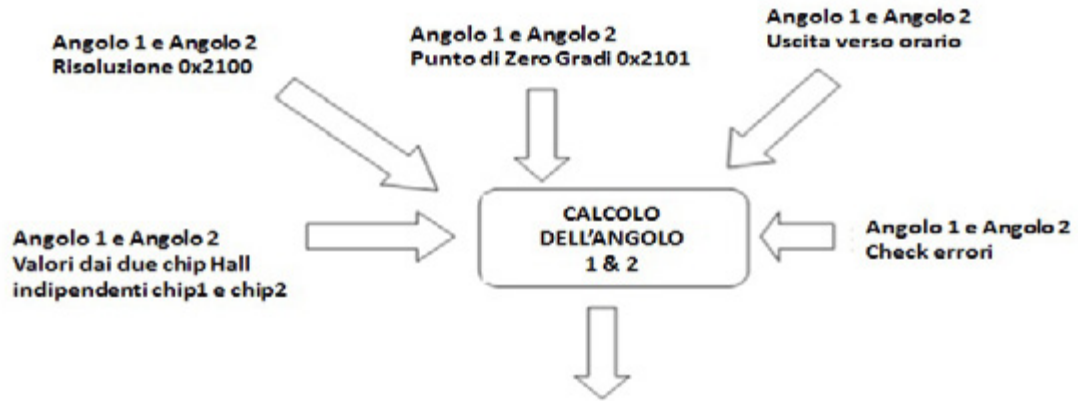 Angolo 1 e Angolo 2
Risoluzione 0x2100
Angolo 1 e Angolo 2
Punto di Zero Gradi 0x2101
Angolo 1 e Angolo 2
Uscita verso orario
Angolo 1 e Angolo 2
Valori dai due chip Hall
indipendenti chip1 e chip2
CALCOLO
DELL'ANGOLO
1 & 2
Angolo 1 e Angolo 2
Check errori